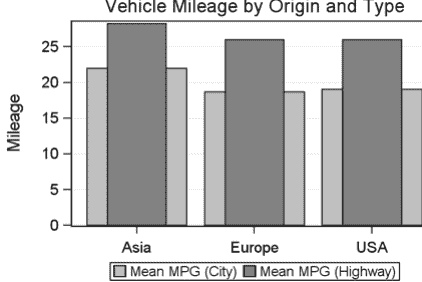 Vehicle Mileage by Origin and Type
Mileage
25
20
15
10
5
0
Asia
Europe
USA
Mean MPG (City)
Mean MPG (Highway)